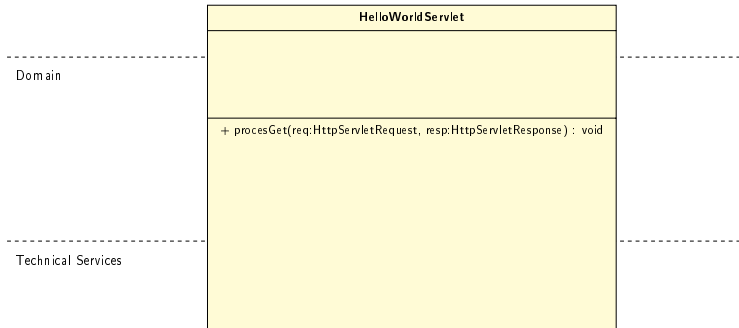 HelloWorldServlet
Domain
+ procesGet(req:HttpServletRequest, resp:HttpServletResponse) : void
Technical Services